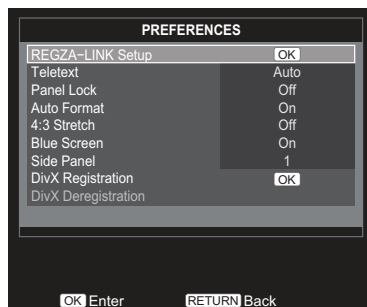 PREFERENCES
REGZA-LINK Setup OK
Teletext Auto
Panel Lock Off
Auto Format On
4:3 Stretch Off
Blue Screen On
Side Panel 1
DivX Registration OK
DivX Deregistration
OK Enter RETURN Back